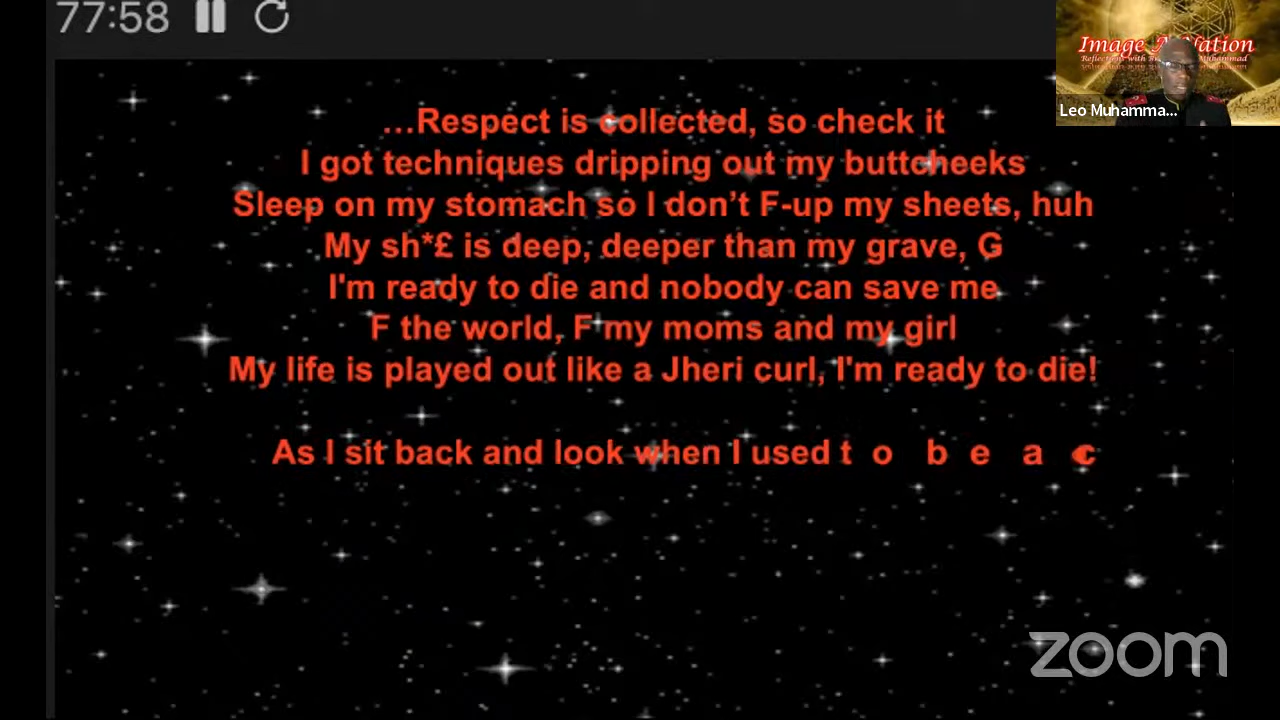 77:58
Image A Nation
Leo Muhamma...
...Respect is collected, so check it
I got techniques dripping out my buttcheeks
Sleep on my stomach so I don’t F-up my sheets, huh
My sh*£ is deep, deeper than my grave, G
I'm ready to die and nobody can save me
F the world, F my moms and my girl
My life is played out like a Jheri curl, I'm ready to die!
As I sit back and look when I used t o b e a c
zoom